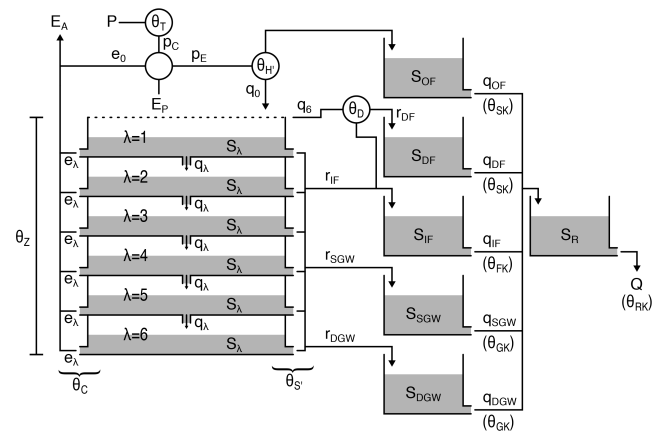 E_A
P
θ_T
p_C
e_0
p_E
θ_H'
E_P
q_0
S_OF
q_OF
(θ_SK)
q_6
θ_D
r_DF
S_DF
q_DF
(θ_SK)
λ=1
S_λ
e_λ
q_λ
λ=2
S_λ
r_IF
e_λ
q_λ
λ=3
S_λ
S_IF
q_IF
(θ_FK)
S_R
θ_Z
e_λ
q_λ
λ=4
S_λ
r_SGW
e_λ
q_λ
Q
(θ_RK)
λ=5
S_λ
S_SGW
q_SGW
(θ_GK)
e_λ
q_λ
λ=6
S_λ
r_DGW
e_λ
θ_C
θ_S'
S_DGW
q_DGW
(θ_GK)